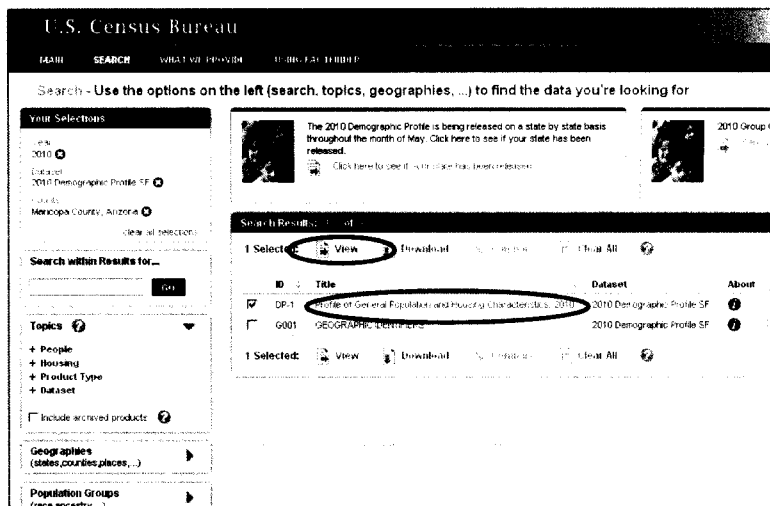 U.S. Census Bureau
MAIN SEARCH WHAT WE PROVIDE USING FACTFINDER
Search - Use the options on the left (search, topics, geographies, ...) to find the data you're looking for
Your Selections
Year
2010
Dataset
2010 Demographic Profile SF
County
Maricopa County, Arizona
clear all selections
Search within Results for...
GO
Topics
+ People
+ Housing
+ Product Type
+ Dataset
Include archived products
Geographies
(states,counties,places,...)
Population Groups
(race,ancestry,...)
The 2010 Demographic Profile is being released on a state by state basis
throughout the month of May. Click here to see if your state has been
released.
Click here to see if your state has been released
2010 Group
Search Results: of
1 Selected: View Download Clear All
ID Title Dataset About
DP-1 Profile of General Population and Housing Characteristics: 2010 2010 Demographic Profile SF
G001 GEOGRAPHIC IDENTIFIERS 2010 Demographic Profile SF
1 Selected: View Download Clear All